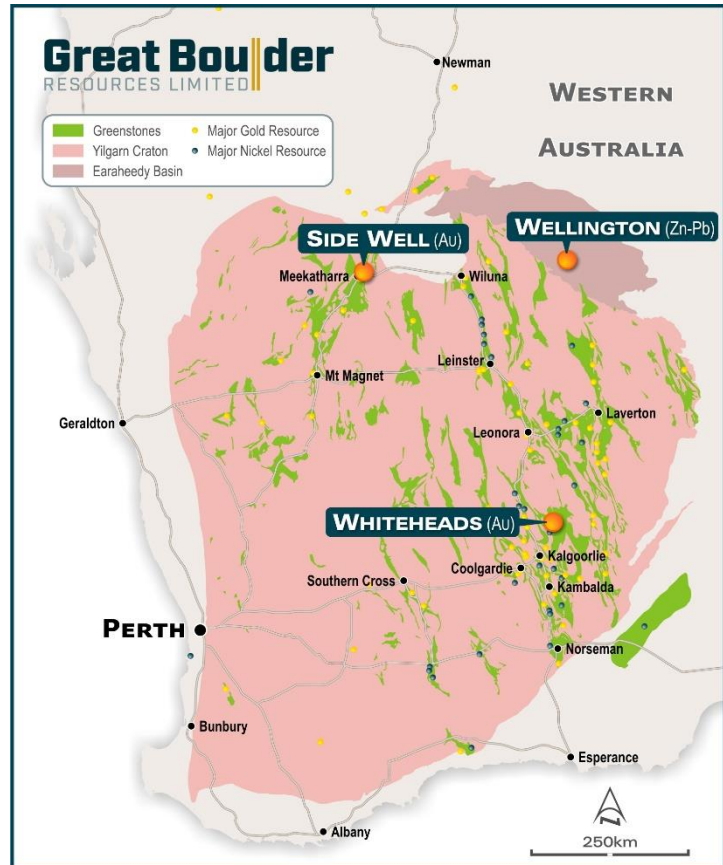 Great Boulder
RESOURCES LIMITED
Newman
WESTERN
AUSTRALIA
Greenstones
Major Gold Resource
Yilgarn Craton
Major Nickel Resource
Earaheedy Basin
SIDE WELL (Au)
WELLINGTON (Zn-Pb)
Meekatharra
Wiluna
Leinster
Mt Magnet
Geraldton
Laverton
Leonora
WHITEHEADS (Au)
Kalgoorlie
Coolgardie
Southern Cross
Kambalda
PERTH
Norseman
Bunbury
Esperance
Albany
N
250km